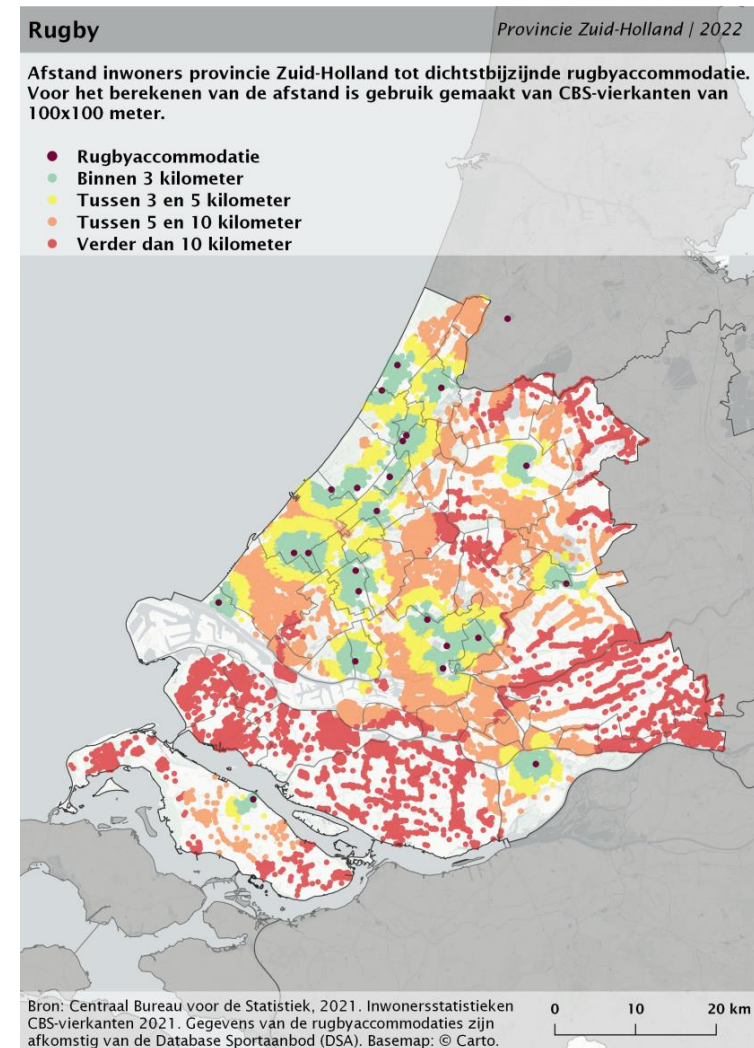 Rugby
Provincie Zuid-Holland | 2022
Afstand inwoners provincie Zuid-Holland tot dichtstbijzijnde rugbyaccommodatie.
Voor het berekenen van de afstand is gebruik gemaakt van CBS-vierkanten van
100x100 meter.
Rugbyaccommodatie
Binnen 3 kilometer
Tussen 3 en 5 kilometer
Tussen 5 en 10 kilometer
Verder dan 10 kilometer
Bron: Centraal Bureau voor de Statistiek, 2021. Inwonersstatistieken
CBS-vierkanten 2021. Gegevens van de rugbyaccommodaties zijn
afkomstig van de Database Sportaanbod (DSA). Basemap: © Carto.
0 10 20 km